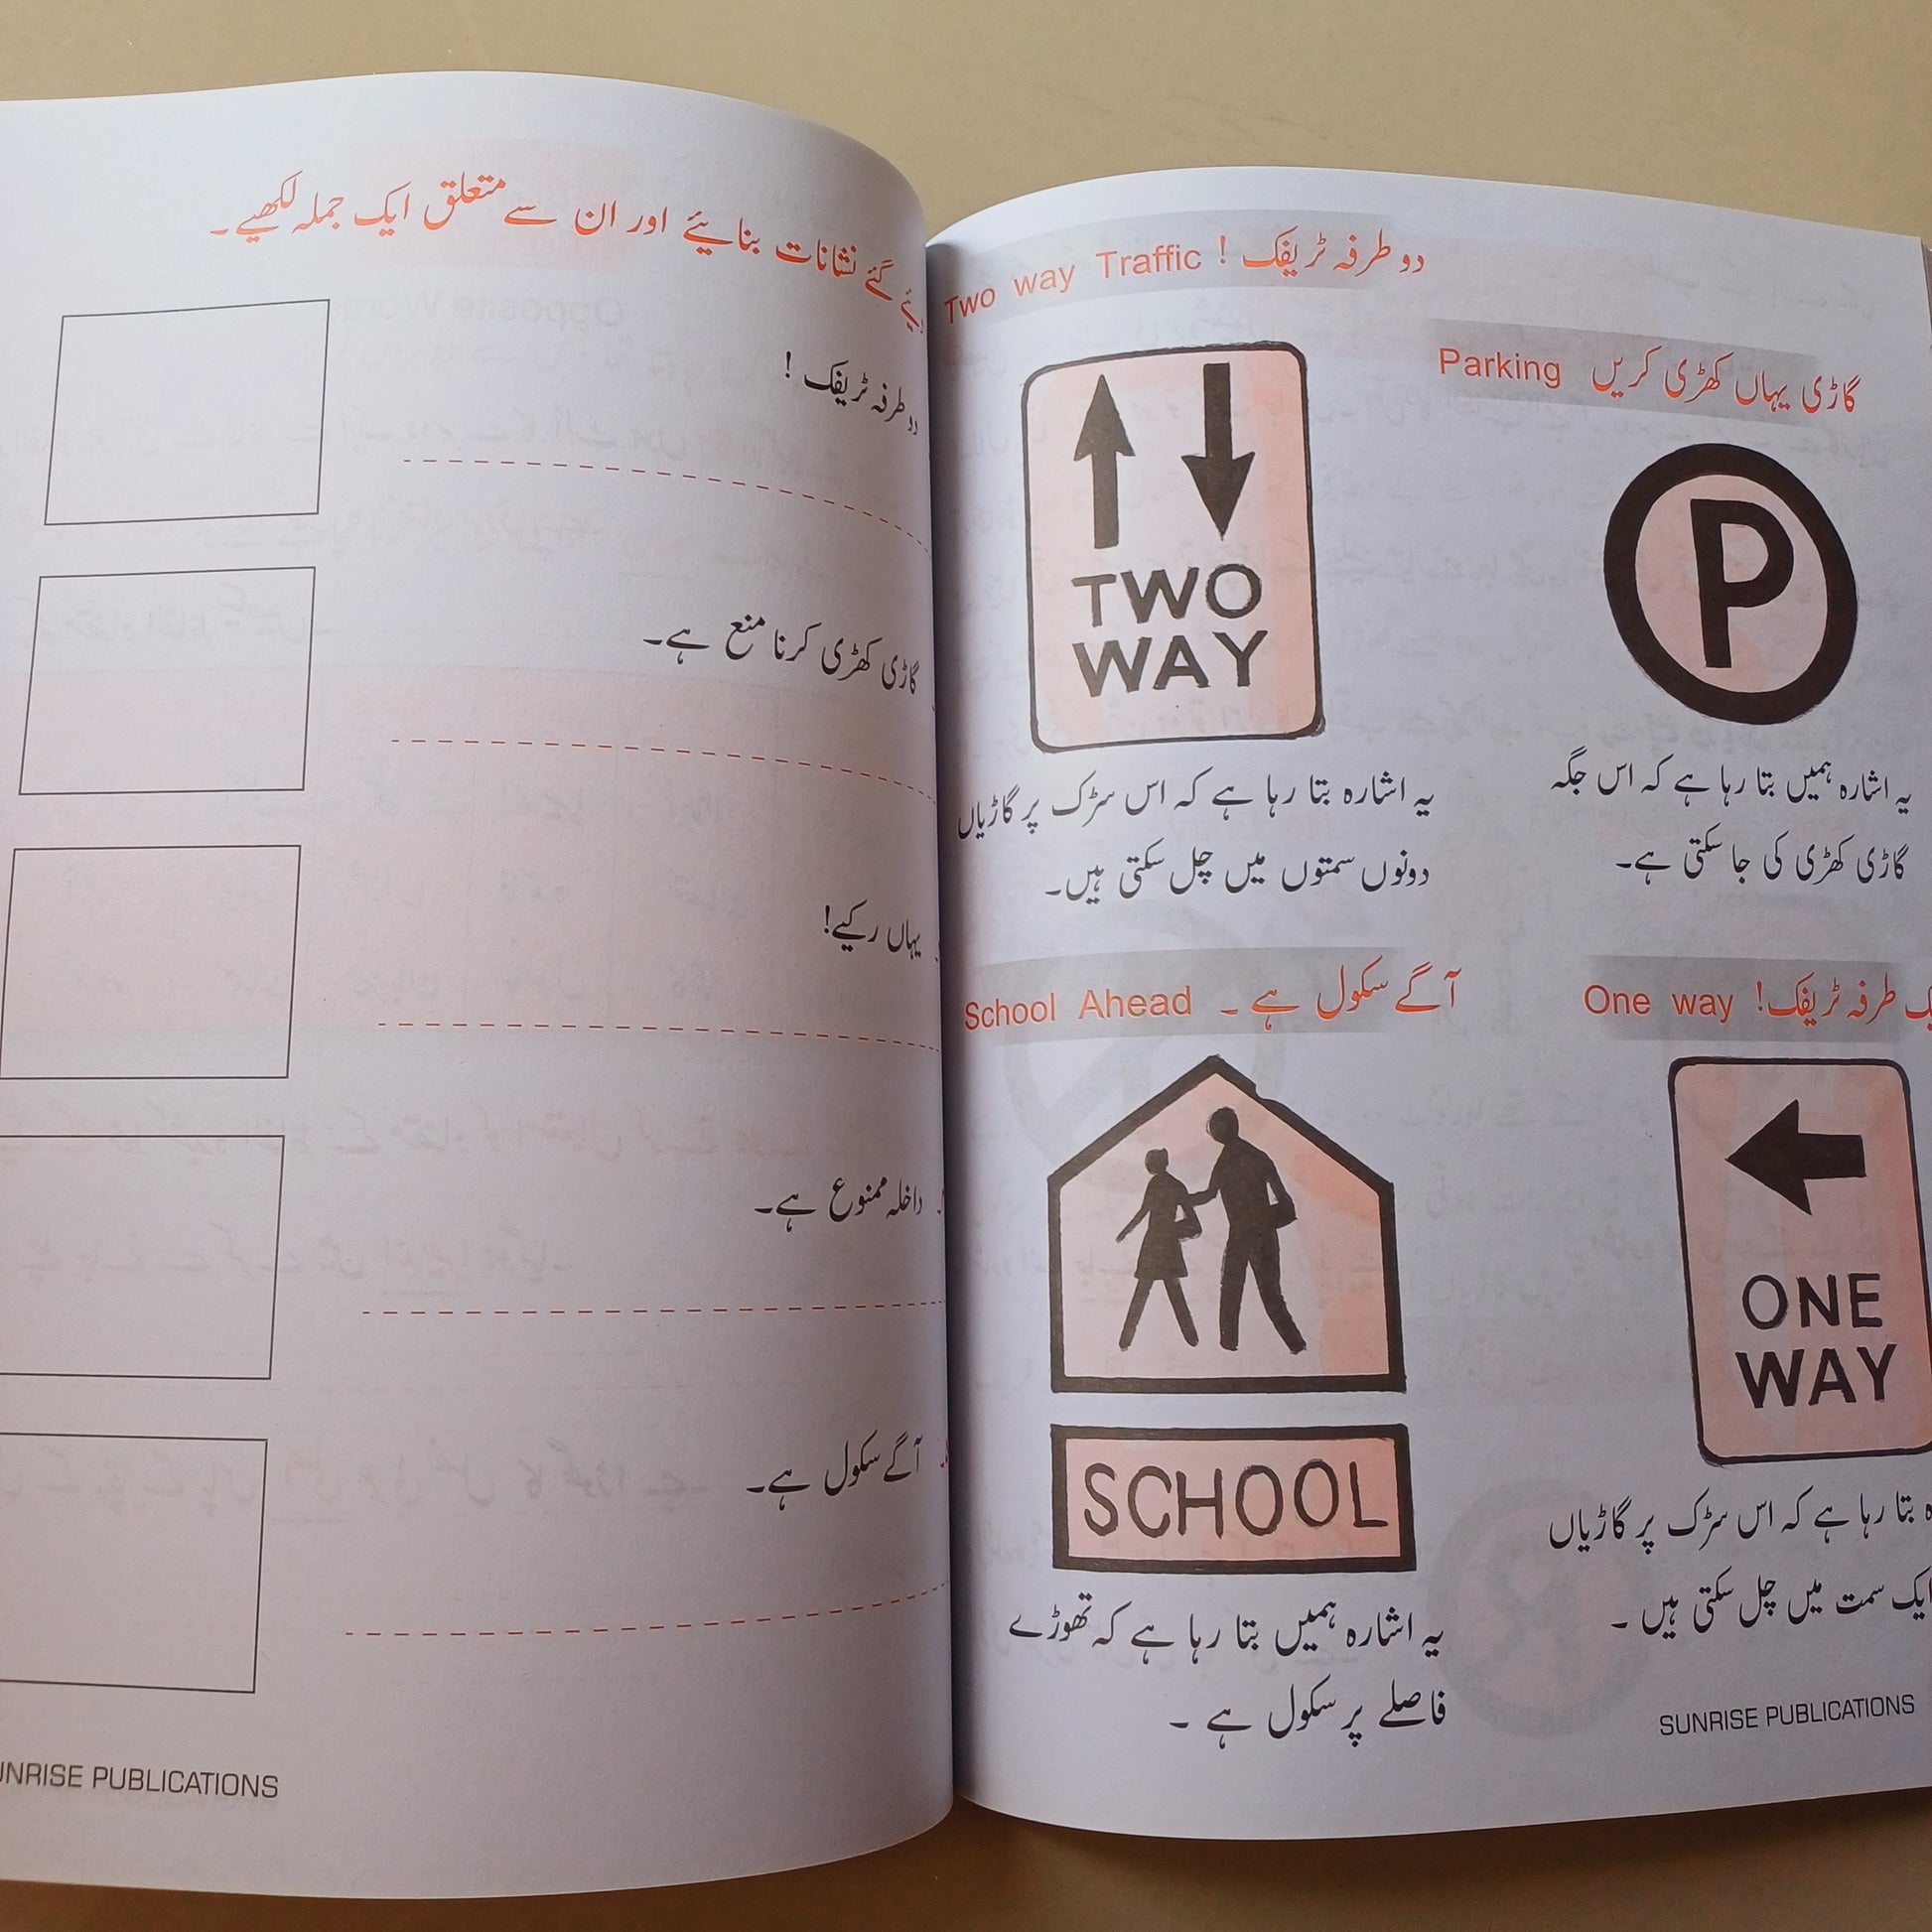 گاڑی یہاں کھڑی کریں Parking
P
یہ اشارہ ہمیں بتا رہا ہے کہ اس جگہ
گاڑی کھڑی کی جا سکتی ہے۔
دو طرفہ ٹریفک ! Two way Traffic
TWO
WAY
یہ اشارہ بتا رہا ہے کہ اس سڑک پر گاڑیاں
دونوں سمتوں میں چل سکتی ہیں۔
طرفہ ٹریفک! One way
ONE
WAY
بتا رہا ہے کہ اس سڑک پر گاڑیاں
ایک سمت میں چل سکتی ہیں ۔
آگے سکول ہے ۔ School Ahead
SCHOOL
یہ اشارہ ہمیں بتا رہا ہے کہ تھوڑے
فاصلے پر سکول ہے ۔
SUNRISE PUBLICATIONS
گئے نشانات بنائیے اور ان سے متعلق ایک جملہ لکھیے۔
دو طرفہ ٹریفک !
گاڑی کھڑی کرنا منع ہے۔
یہاں رکیے!
داخلہ ممنوع ہے۔
آگے سکول ہے۔
PUBLICATIONS